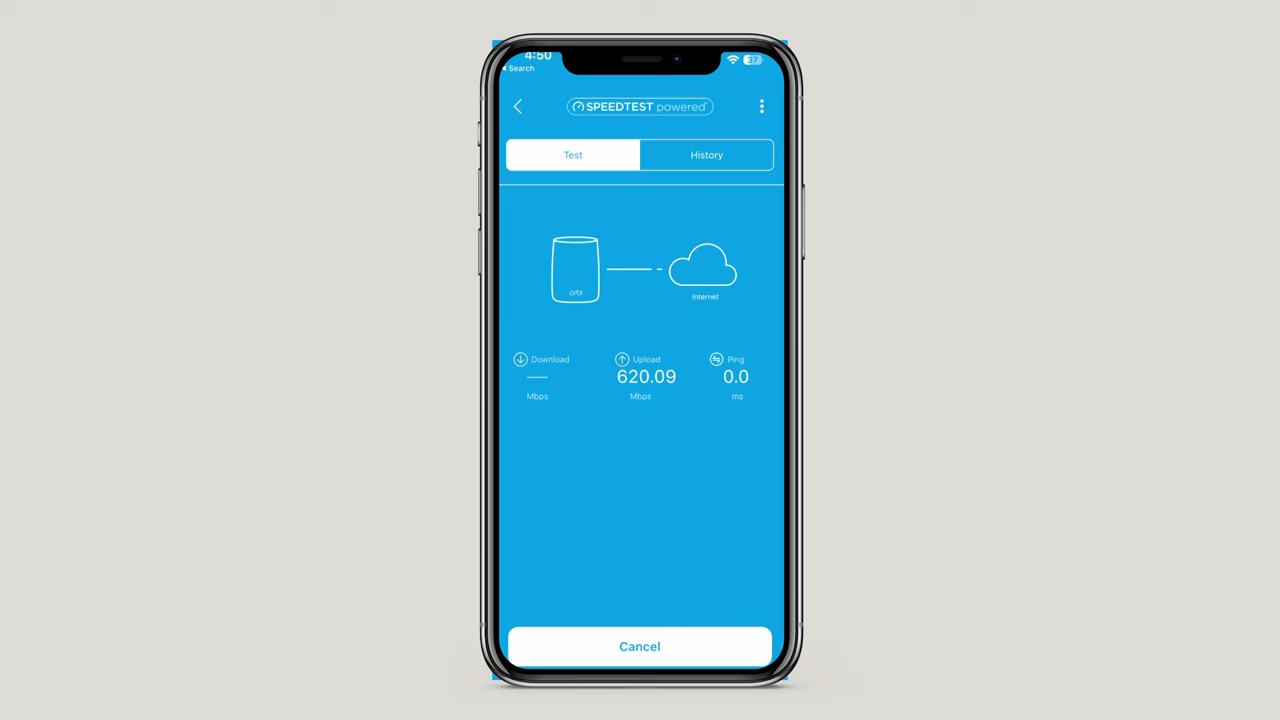 4:50
Search
37
SPEEDTEST powered
Test
History
orbi
Internet
Download
Upload
Ping
620.09
0.0
Mbps
Mbps
ms
Cancel